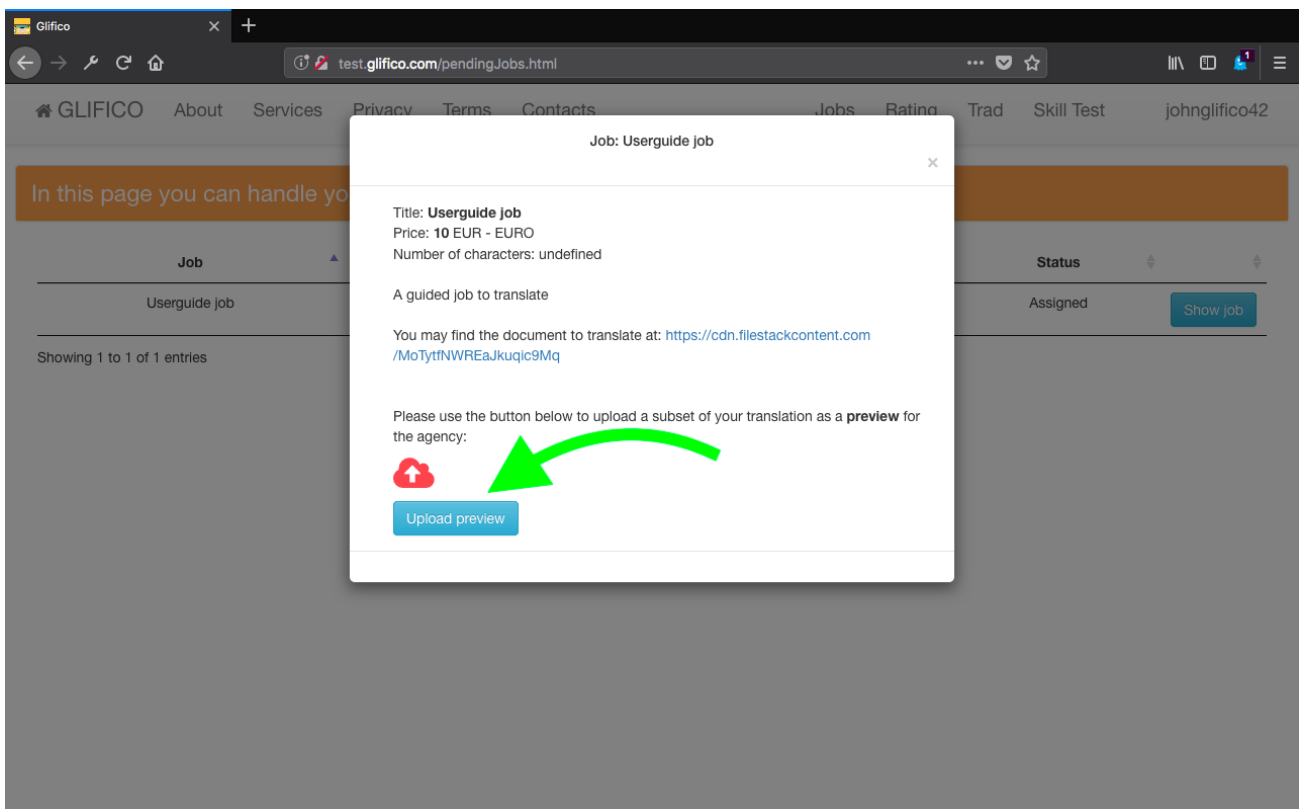 Glifico
test.glifico.com/pendingJobs.html
1
GLIFICO About Services Privacy Terms Contacts Jobs Rating Trad Skill Test johnglifico42
Job: Userguide job
×
In this page you can handle yo
Title: Userguide job
Price: 10 EUR - EURO
Number of characters: undefined
Job Status
A guided job to translate
Userguide job Assigned Show job
You may find the document to translate at: https://cdn.filestackcontent.com
/MoTytfNWREaJkuqic9Mq
Showing 1 to 1 of 1 entries
Please use the button below to upload a subset of your translation as a preview for
the agency:
Upload preview